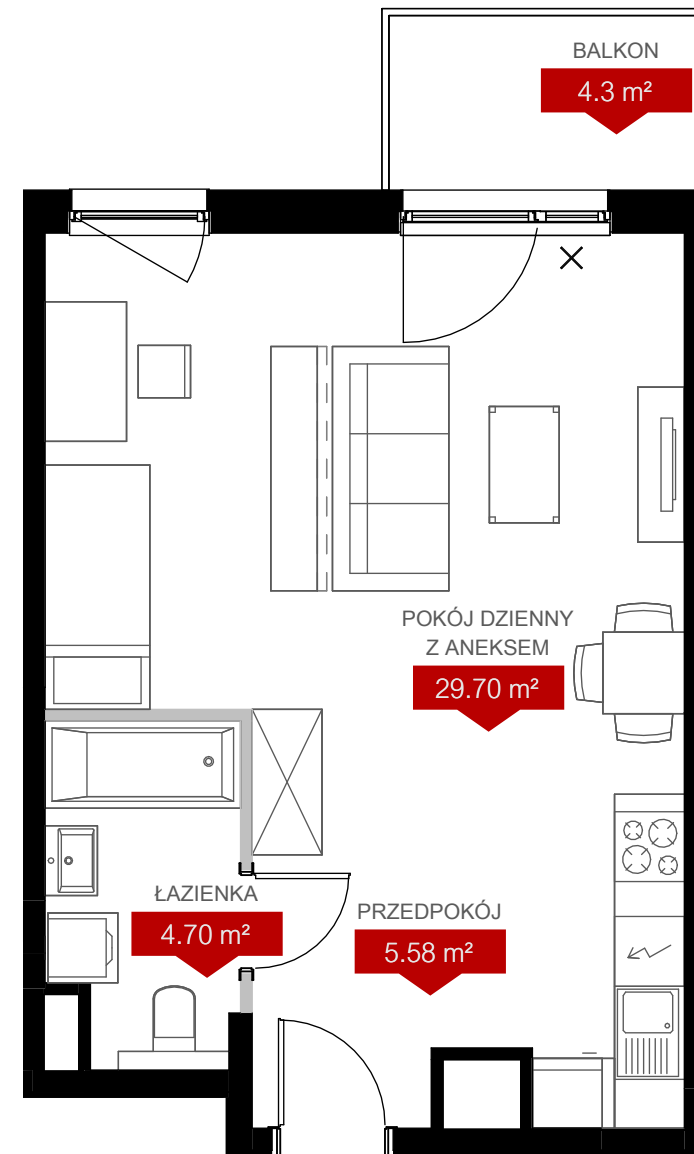 BALKON
4.3 m²
POKÓJ DZIENNY
Z ANEKSEM
29.70 m²
ŁAZIENKA
4.70 m²
PRZEDPOKÓJ
5.58 m²